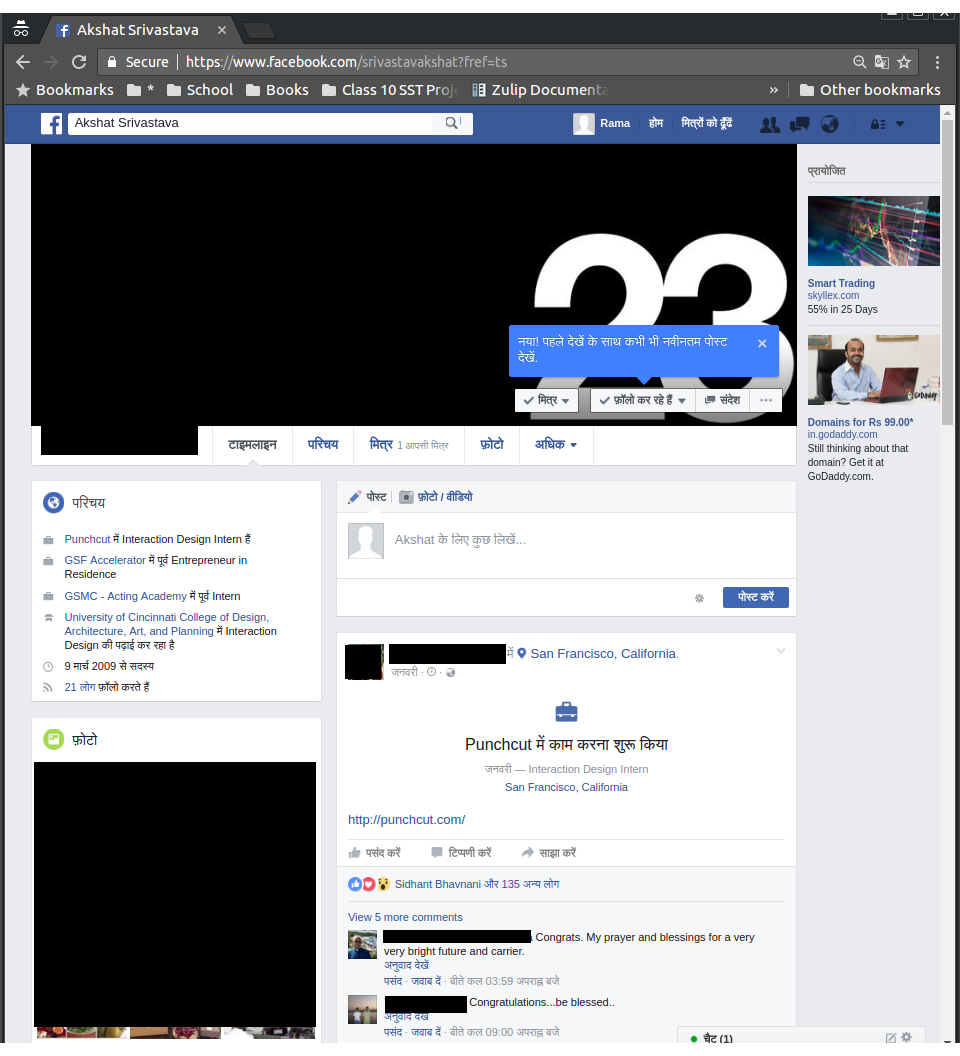 Akshat Srivastava
Secure https://www.facebook.com/srivastavakshat?fref=ts
Bookmarks * School Books Class 10 SST Proj Zulip Documenta » Other bookmarks
Akshat Srivastava Rama होम मित्रों को ढूँढें
23
नया! पहले देखें के साथ कभी भी नवीनतम पोस्ट
देखें.
मित्र फ़ॉलो कर रहे हैं संदेश
टाइमलाइन परिचय मित्र 1 आपसी मित्र फ़ोटो अधिक
प्रायोजित
Smart Trading
skyllex.com
55% in 25 Days
GoDaddy
Domains for Rs 99.00*
in.godaddy.com
Still thinking about that
domain? Get it at
GoDaddy.com.
परिचय
Punchcut में Interaction Design Intern हैं
GSF Accelerator में पूर्व Entrepreneur in
Residence
GSMC - Acting Academy में पूर्व Intern
University of Cincinnati College of Design,
Architecture, Art, and Planning में Interaction
Design की पढ़ाई कर रहा है
9 मार्च 2009 से सदस्य
21 लोग फ़ॉलो करते हैं
फ़ोटो
पोस्ट फ़ोटो / वीडियो
Akshat के लिए कुछ लिखें...
पोस्ट करें
में San Francisco, California.
जनवरी · ·
Punchcut में काम करना शुरू किया
जनवरी — Interaction Design Intern
San Francisco, California
http://punchcut.com/
पसंद करें टिप्पणी करें साझा करें
Sidhant Bhavnani और 135 अन्य लोग
View 5 more comments
Congrats. My prayer and blessings for a very
very bright future and carrier.
अनुवाद देखें
पसंद · जवाब दें · बीते कल 03:59 अपराह्न बजे
Congratulations...be blessed..
अनुवाद देखें
पसंद · जवाब दें · बीते कल 09:00 अपराह्न बजे
चैट (1)